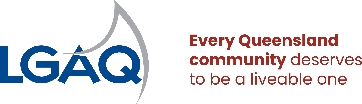 LGAQ
Every Queensland
community deserves
to be a liveable one